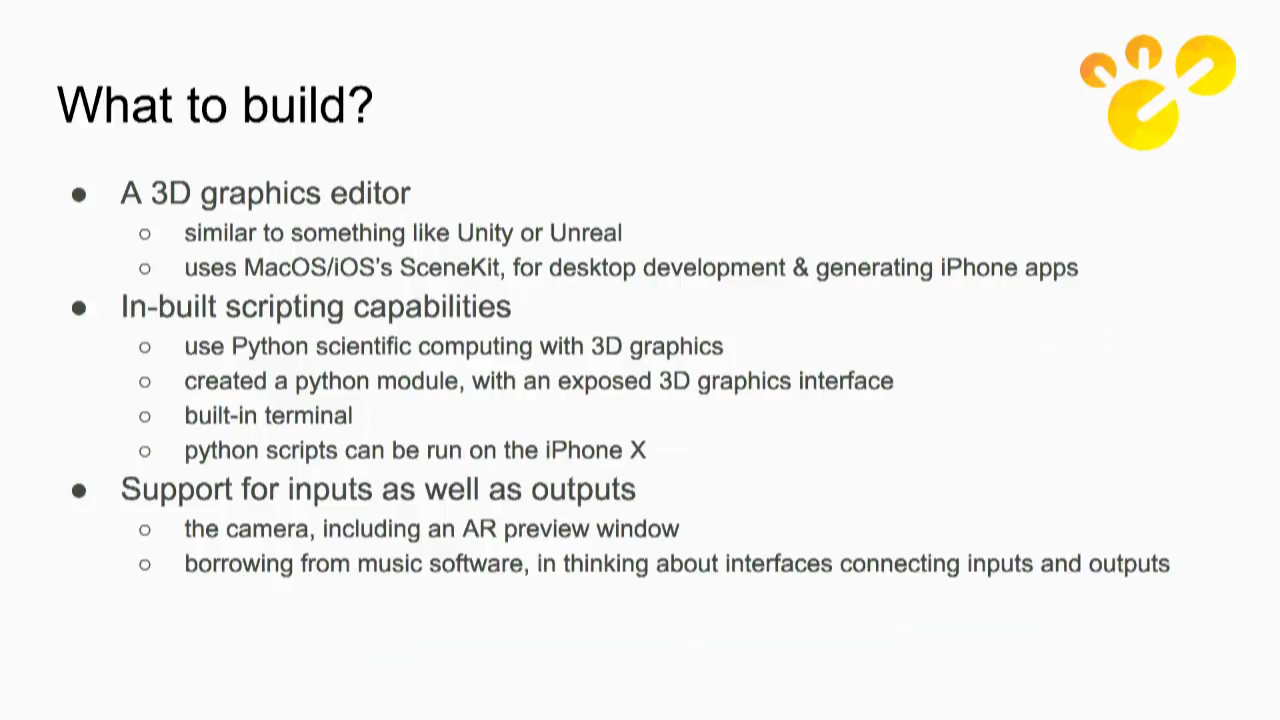 What to build?
● A 3D graphics editor
○ similar to something like Unity or Unreal
○ uses MacOS/iOS's SceneKit, for desktop development & generating iPhone apps
● In-built scripting capabilities
○ use Python scientific computing with 3D graphics
○ created a python module, with an exposed 3D graphics interface
○ built-in terminal
○ python scripts can be run on the iPhone X
● Support for inputs as well as outputs
○ the camera, including an AR preview window
○ borrowing from music software, in thinking about interfaces connecting inputs and outputs